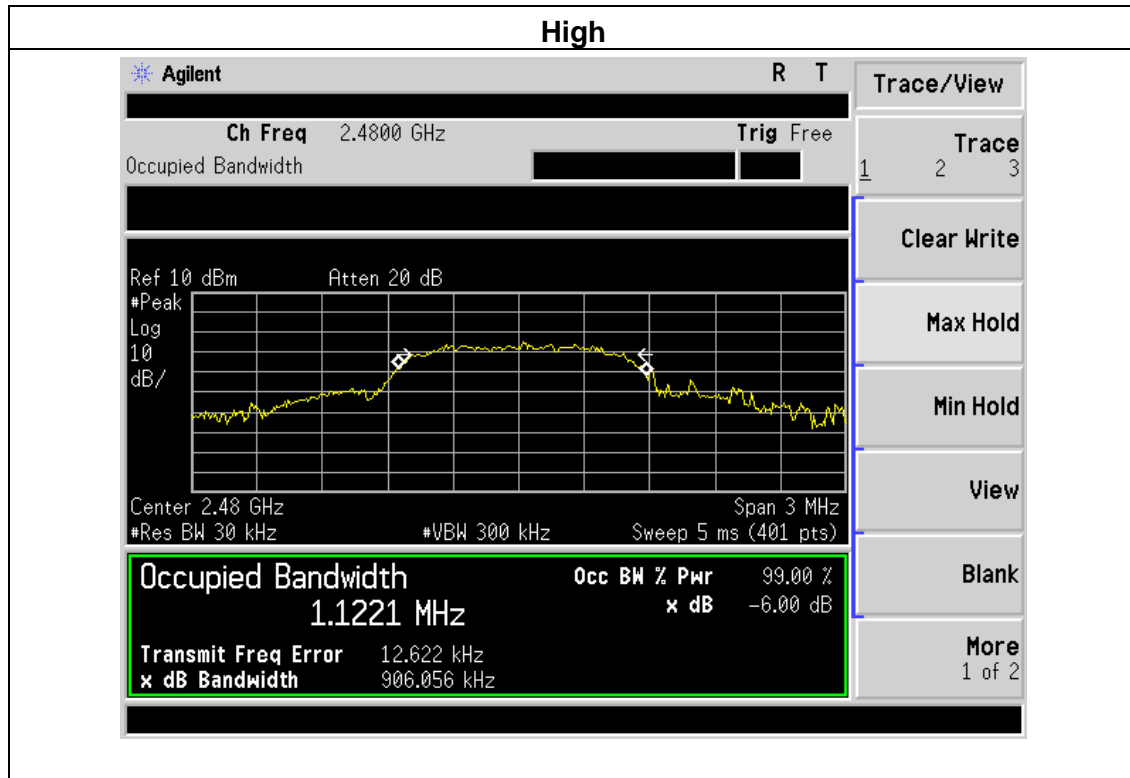 High
Agilent R T
Ch Freq 2.4800 GHz Trig Free
Occupied Bandwidth
Ref 10 dBm Atten 20 dB
#Peak
Log
10
dB/
Center 2.48 GHz Span 3 MHz
#Res BW 30 kHz #VBW 300 kHz Sweep 5 ms (401 pts)
Occupied Bandwidth Occ BW % Pwr 99.00 %
1.1221 MHz x dB -6.00 dB
Transmit Freq Error 12.622 kHz
x dB Bandwidth 906.056 kHz
Trace/View
Trace
1 2 3
Clear Write
Max Hold
Min Hold
View
Blank
More
1 of 2